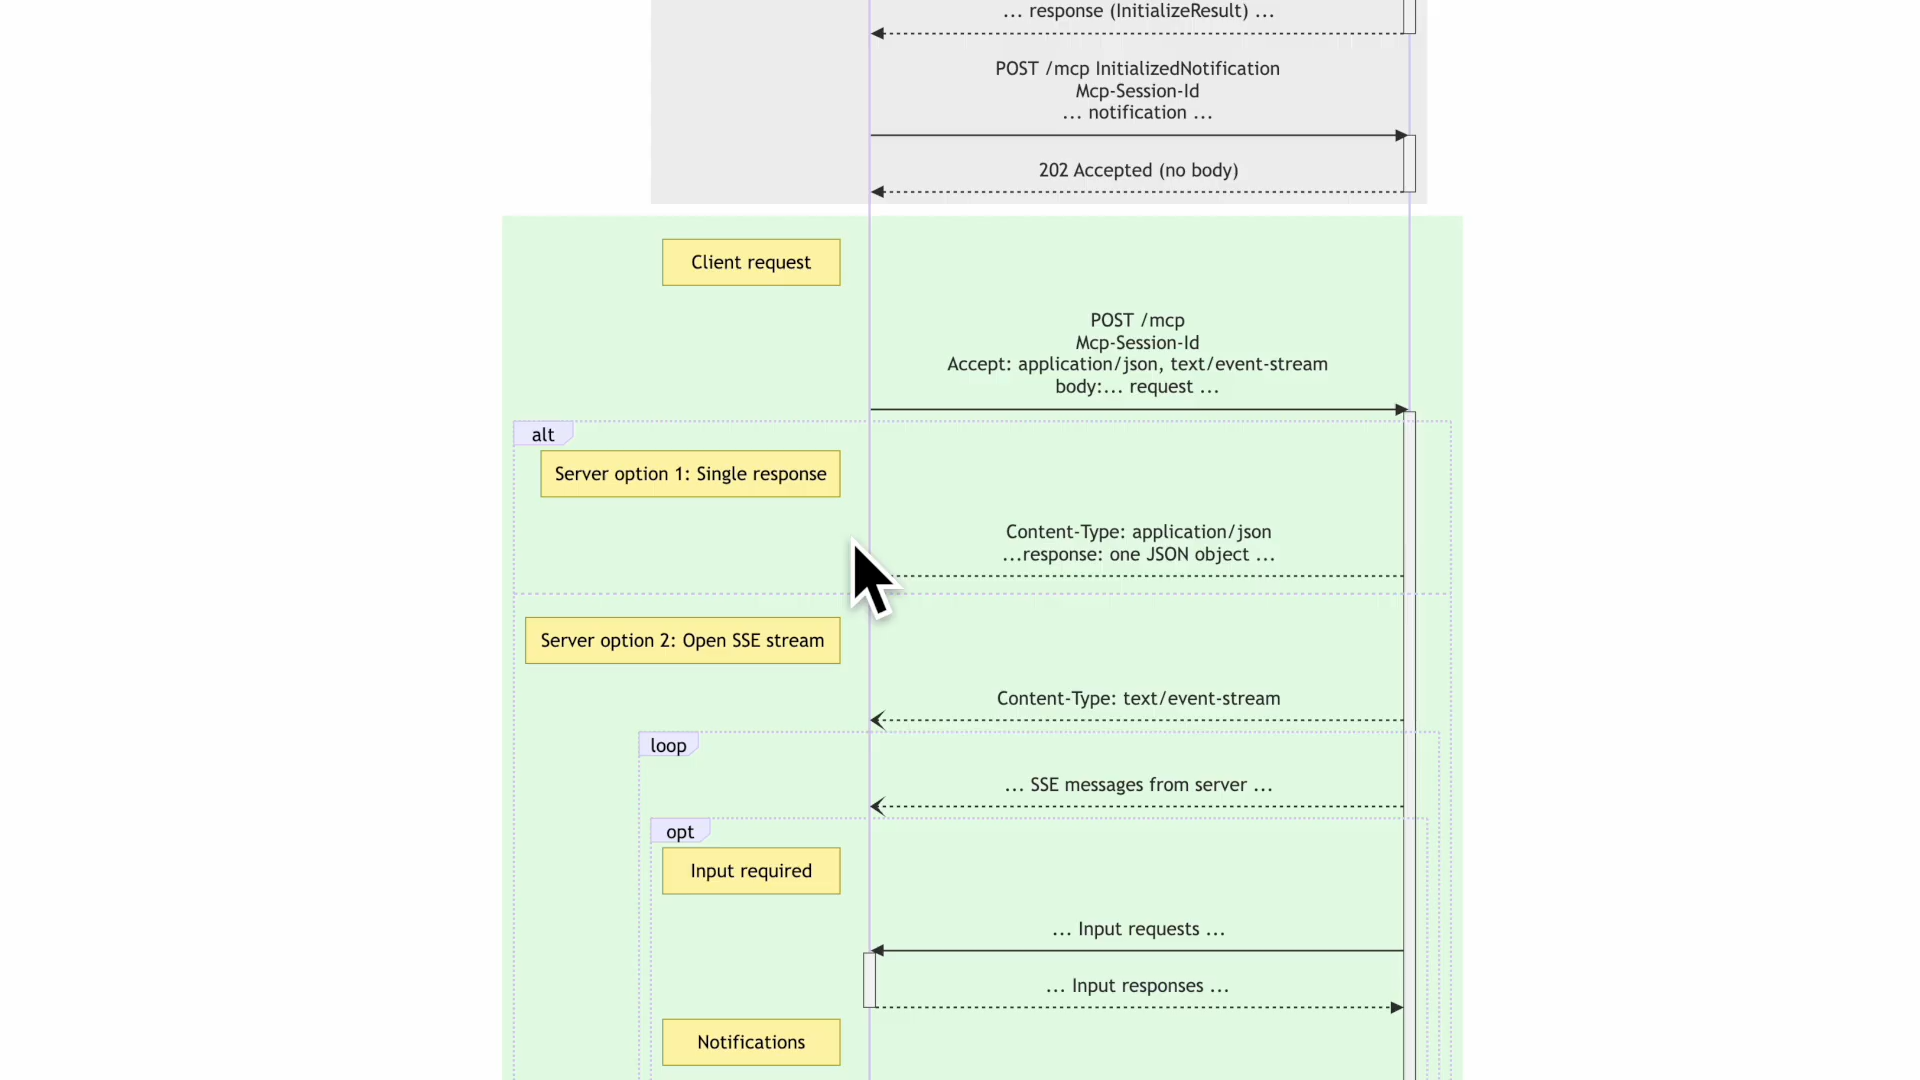 ... response (InitializeResult) ...
POST /mcp InitializedNotification
Mcp-Session-Id
... notification ...
202 Accepted (no body)
Client request
POST /mcp
Mcp-Session-Id
Accept: application/json, text/event-stream
body:... request ...
alt
Server option 1: Single response
Content-Type: application/json
...response: one JSON object ...
Server option 2: Open SSE stream
Content-Type: text/event-stream
loop
... SSE messages from server ...
opt
Input required
... Input requests ...
... Input responses ...
Notifications